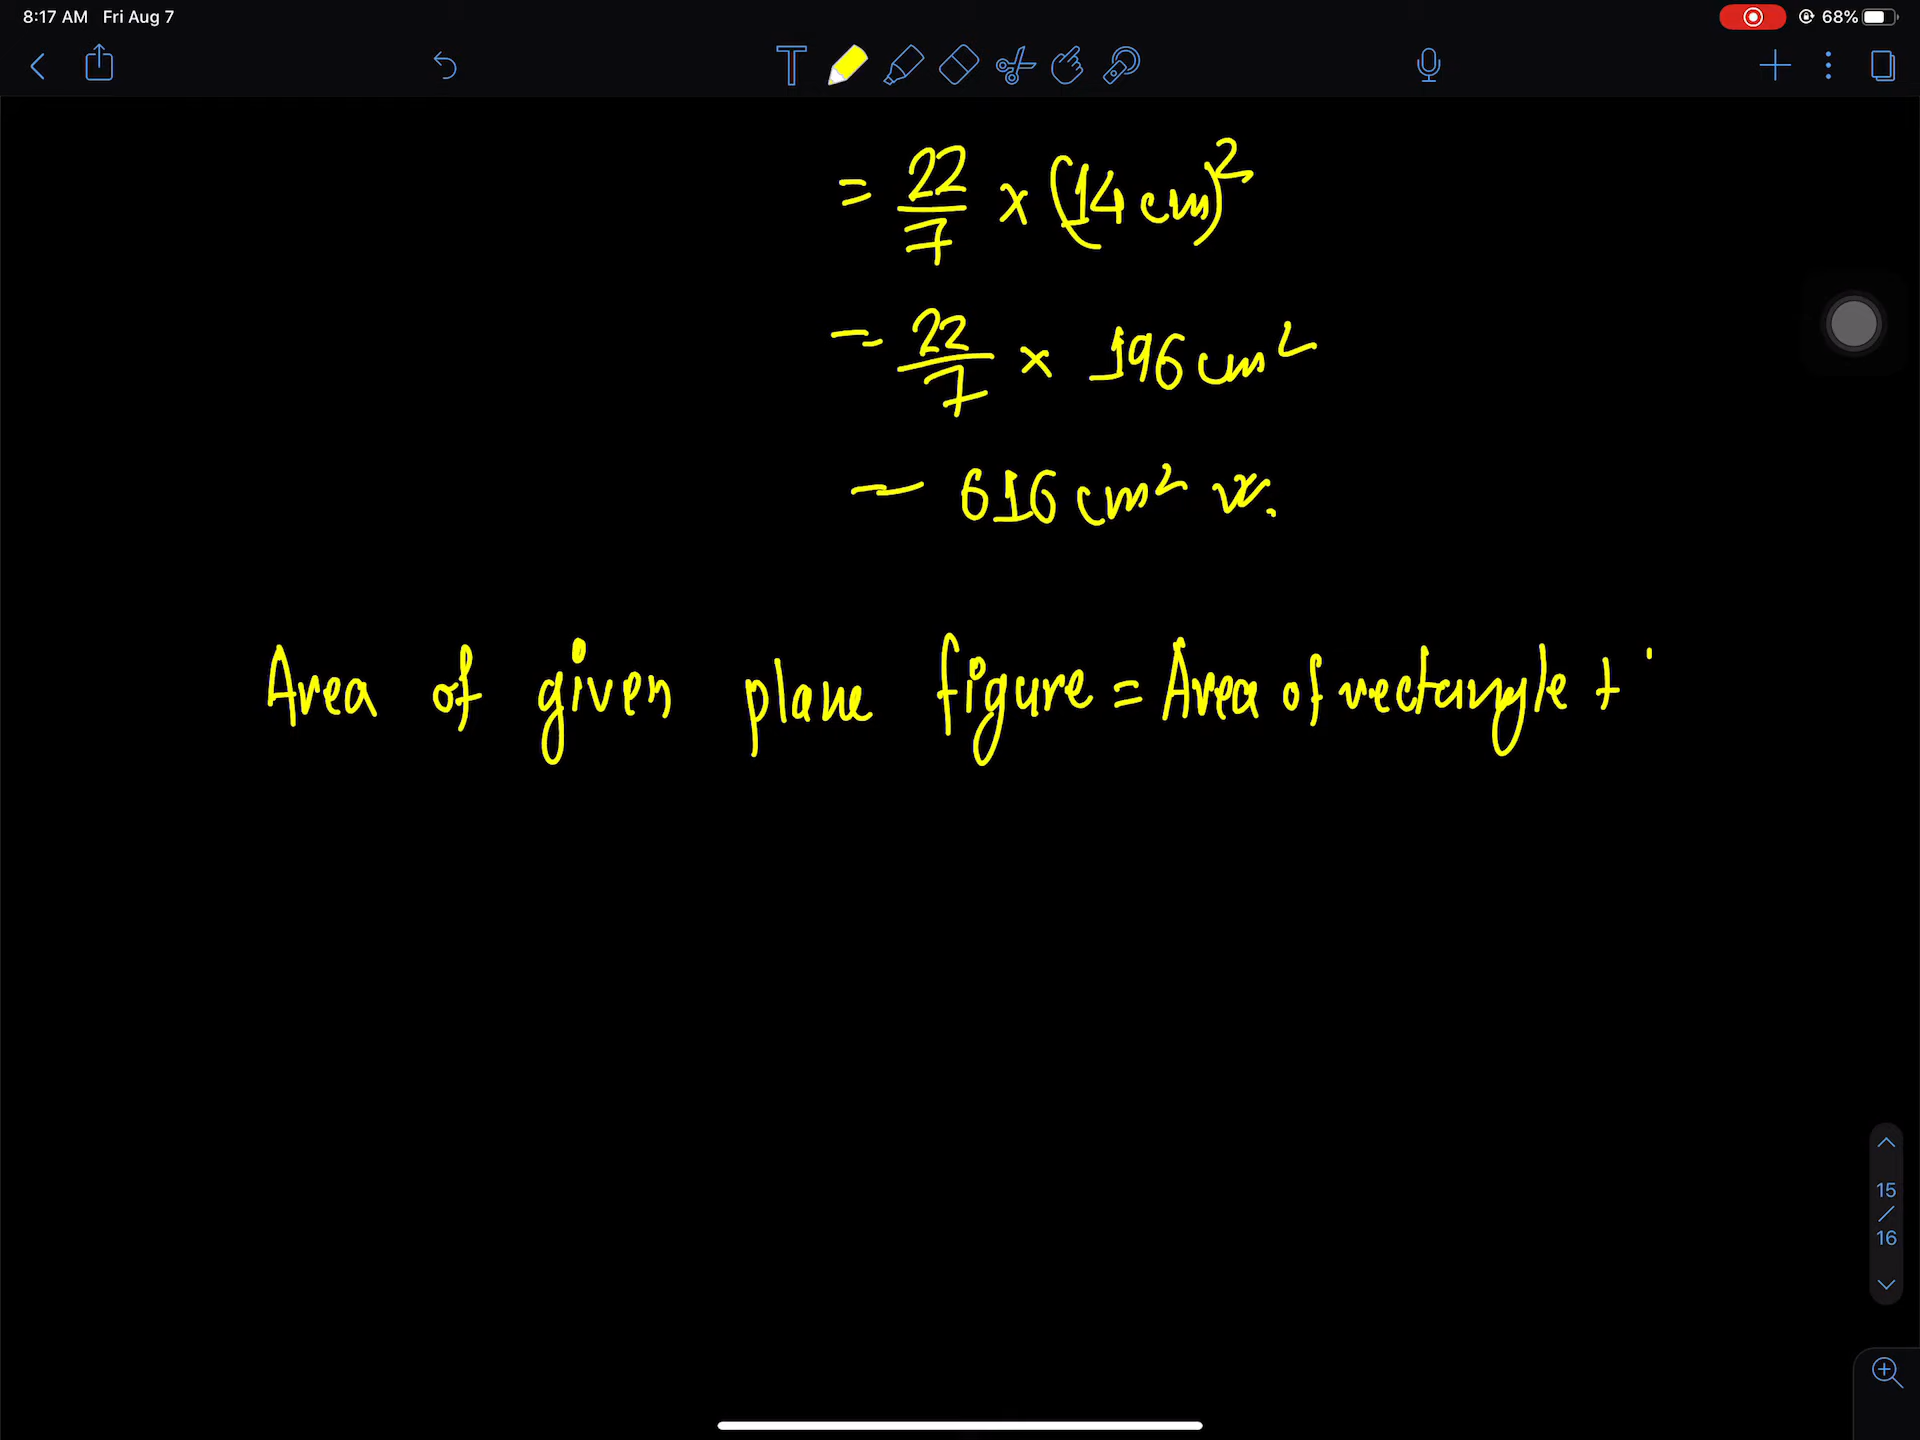 8:17 AM Fri Aug 7 68%
= 22/7 × (14 cm)²
= 22/7 × 196 cm²
= 616 cm²
Area of given plane figure = Area of rectangle +
15
/
16